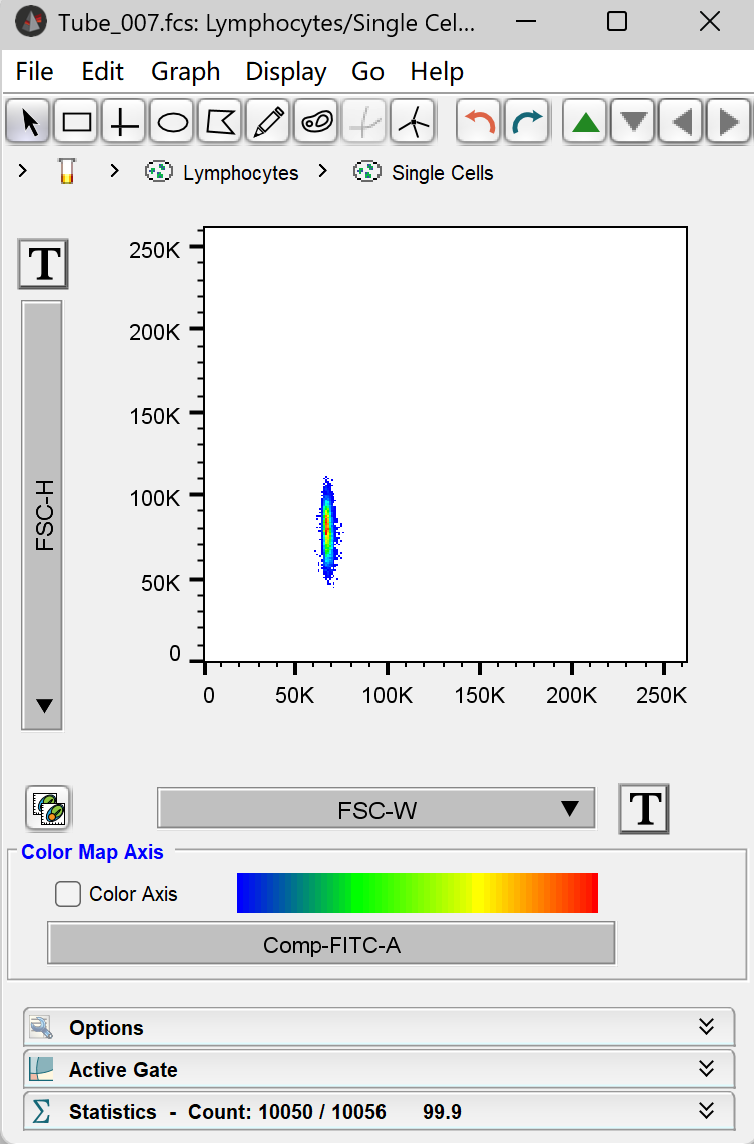 Tube_007.fcs: Lymphocytes/Single Cel...
File Edit Graph Display Go Help
Lymphocytes > Single Cells
T
250K
200K
150K
100K
50K
0
FSC-H
0 50K 100K 150K 200K 250K
FSC-W
T
Color Map Axis
Color Axis
Comp-FITC-A
Options
Active Gate
Statistics - Count: 10050 / 10056 99.9